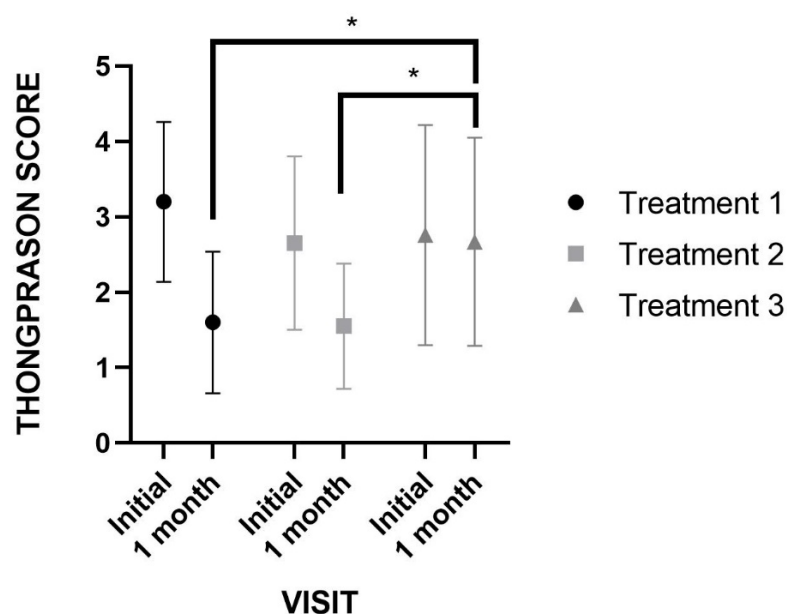 *
*
THONGPRASON SCORE
5
4
3
2
1
0
Initial
1 month
Initial
1 month
Initial
1 month
VISIT
Treatment 1
Treatment 2
Treatment 3